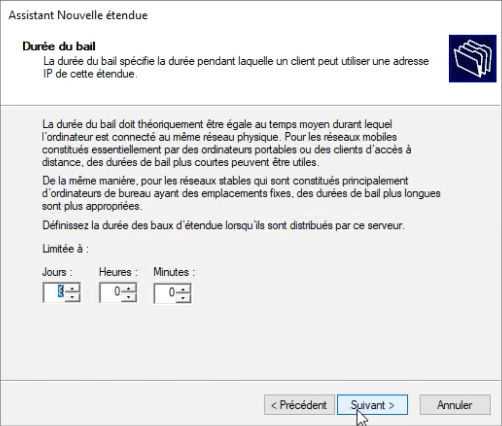 Assistant Nouvelle étendue
Durée du bail
La durée du bail spécifie la durée pendant laquelle un client peut utiliser une adresse
IP de cette étendue.
La durée du bail doit théoriquement être égale au temps moyen durant lequel
l'ordinateur est connecté au même réseau physique. Pour les réseaux mobiles
constitués essentiellement par des ordinateurs portables ou des clients d'accès à
distance, des durées de bail plus courtes peuvent être utiles.
De la même manière, pour les réseaux stables qui sont constitués principalement
d'ordinateurs de bureau ayant des emplacements fixes, des durées de bail plus longues
sont plus appropriées.
Définissez la durée des baux d'étendue lorsqu'ils sont distribués par ce serveur.
Limitée à :
Jours : Heures : Minutes :
8 0 0
< Précédent Suivant > Annuler